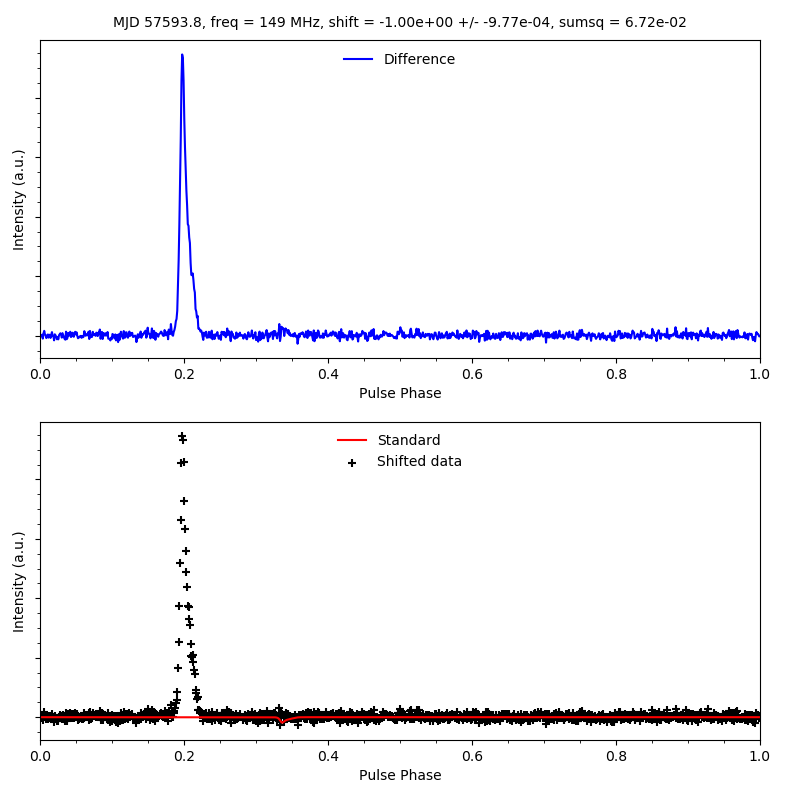 MJD 57593.8, freq = 149 MHz, shift = -1.00e+00 +/- -9.77e-04, sumsq = 6.72e-02
Difference
Intensity (a.u.)
0.0 0.2 0.4 0.6 0.8 1.0
Pulse Phase
Standard
Shifted data
Intensity (a.u.)
0.0 0.2 0.4 0.6 0.8 1.0
Pulse Phase